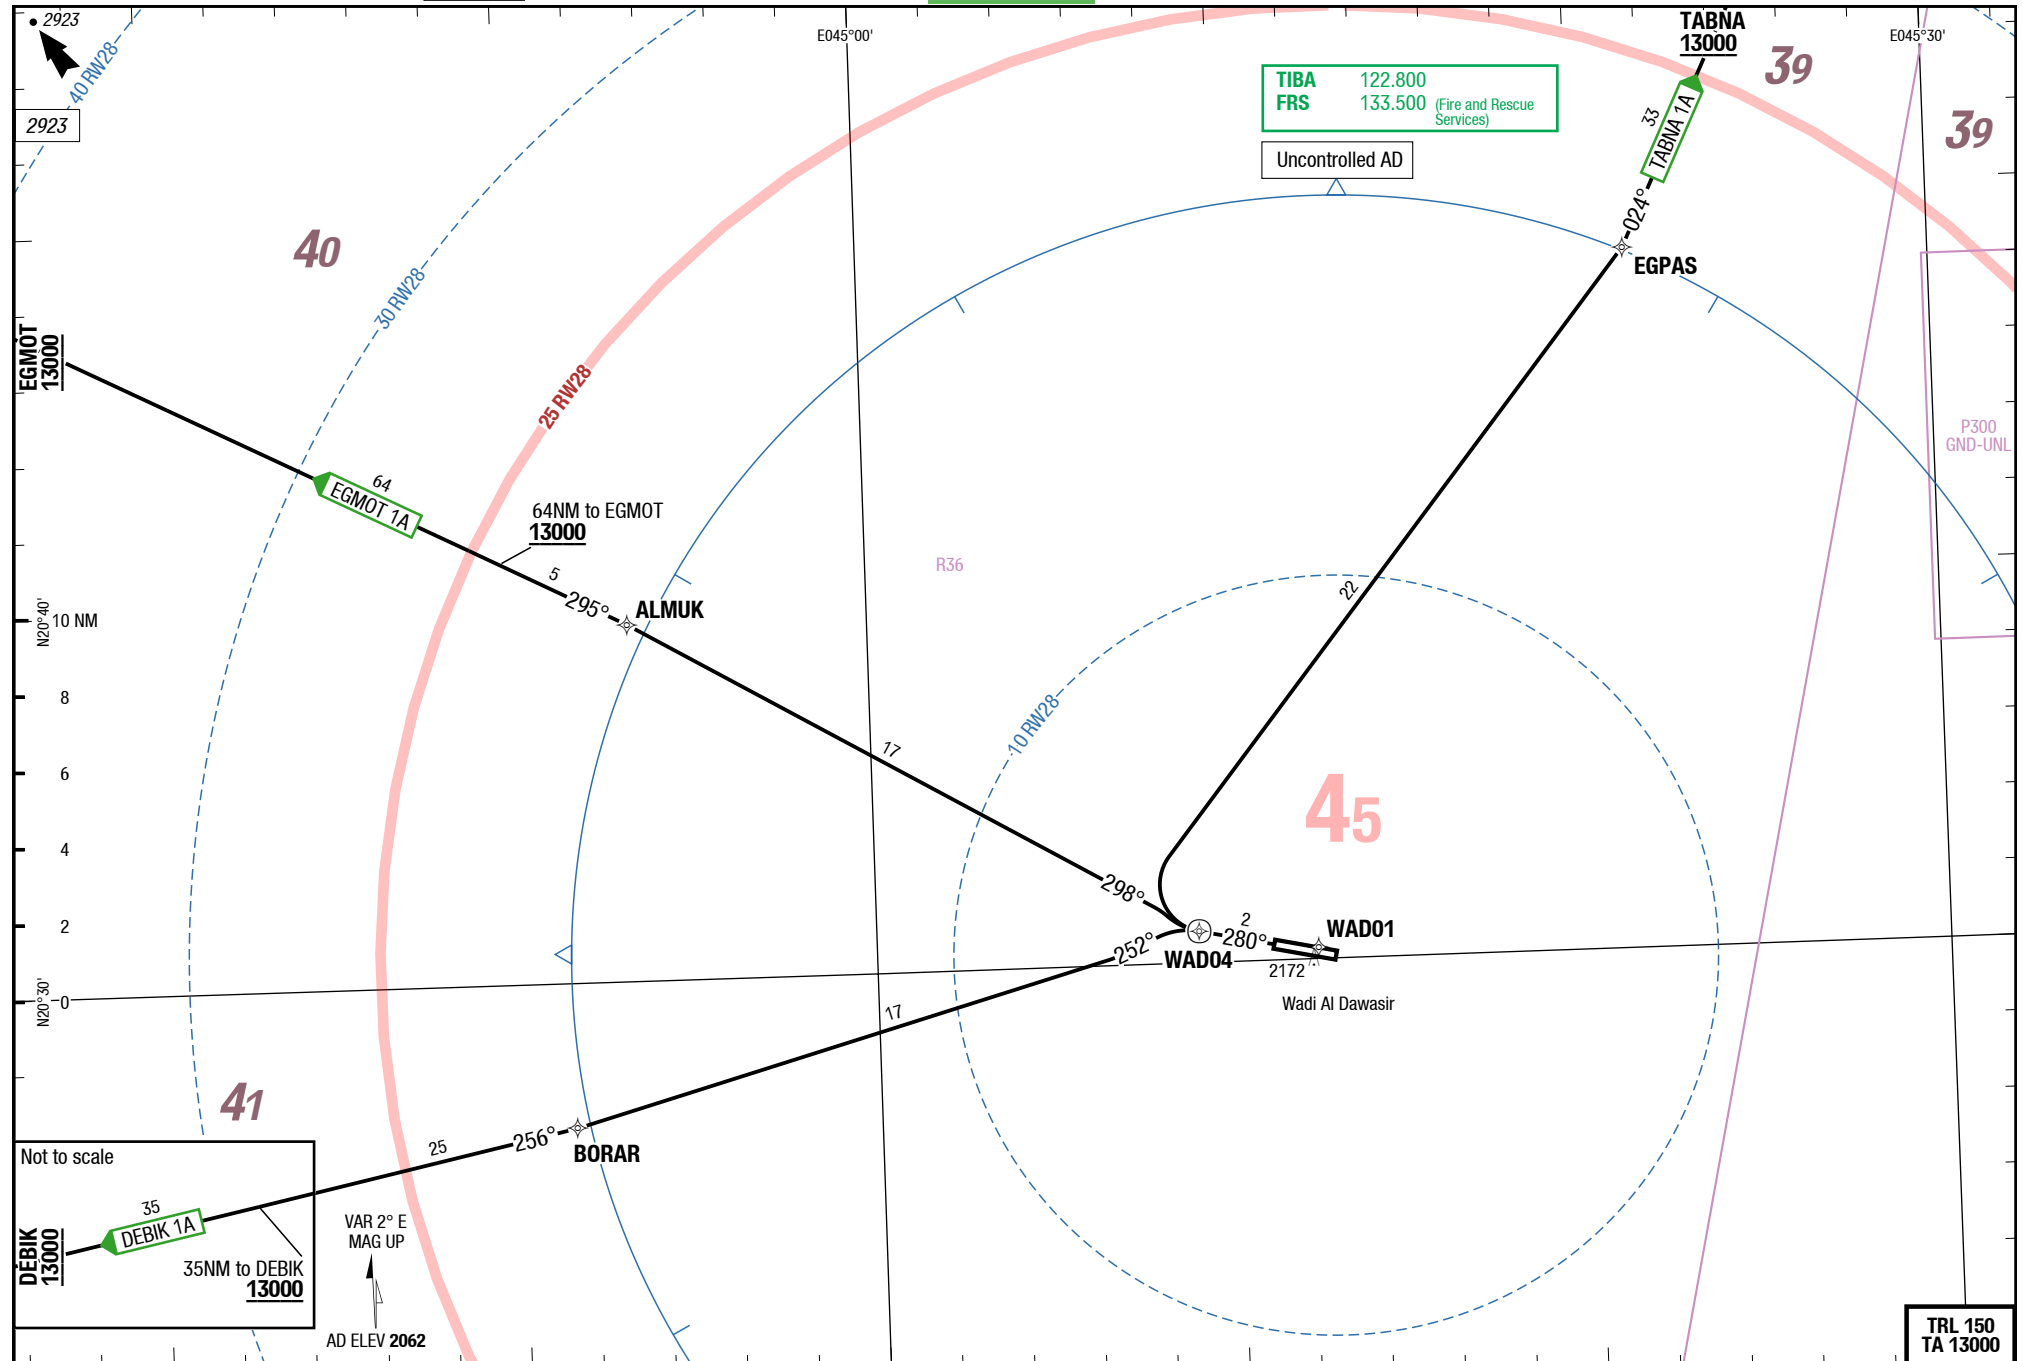 2923
40 RW28
2923
E045°00'
TABNA
13000
E045°30'
39
39
TIBA 122.800
FRS 133.500 (Fire and Rescue
Services)
Uncontrolled AD
33
TABNA 1A
024°
EGPAS
40
30 RW28
EGMOT
13000
25 RW28
P300
GND-UNL
64
EGMOT 1A
64NM to EGMOT
13000
5
295°
ALMUK
R36
22
N20°40'
10 NM
8
6
4
2
0
N20°30'
10 RW28
17
45
298°
2
280°
WAD01
252°
WAD04
2172
Wadi Al Dawasir
17
41
25
256°
BORAR
Not to scale
35
DEBIK 1A
DEBIK
13000
35NM to DEBIK
13000
VAR 2° E
MAG UP
AD ELEV 2062
TRL 150
TA 13000